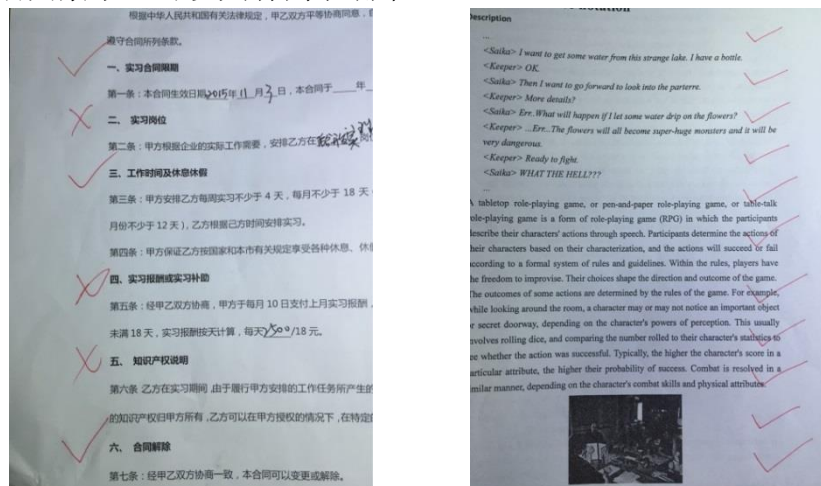 根据中华人民共和国有关法律规定，甲乙双方平等协商同意，自
遵守合同所列条款。
一、实习合同期限
第一条：本合同生效日期2015年11月3日，本合同于____年
二、 实习岗位
第二条：甲方根据企业的实际工作需要，安排乙方在
三、工作时间及休息休假
第三条：甲方安排乙方每周实习不少于 4 天，每月不少于 18 天
月份不少于 12 天），乙方根据己方时间安排实习。
第四条：甲方保证乙方按国家和本市有关规定享受各种休息、休
四、实习报酬或实习补助
第五条：经甲乙双方协商，甲方于每月 10 日支付上月实习报酬，
未满 18 天，实习报酬按天计算，每天2500/18 元。
五、 知识产权说明
第六条 乙方在实习期间 ,由于履行甲方安排的工作任务所产生的
的知识产权归甲方所有 , 乙方可以在甲方授权的情况下 , 在特定
六、 合同解除
第七条：经甲乙双方协商一致，本合同可以变更或解除。
Description
...
<Saika> I want to get some water from this strange lake. I have a bottle.
<Keeper> OK.
<Saika> Then I want to go forward to look into the parterre.
<Keeper> More details?
<Saika> Err..What will happen if I let some water drip on the flowers?
<Keeper> ...Err..The flowers will all become super-huge monsters and it will be
very dangerous.
<Keeper> Ready to fight.
<Saika> WHAT THE HELL???
...
A tabletop role-playing game, or pen-and-paper role-playing game, or table-talk
role-playing game is a form of role-playing game (RPG) in which the participants
describe their characters' actions through speech. Participants determine the actions of
their characters based on their characterization, and the actions will succeed or fail
according to a formal system of rules and guidelines. Within the rules, players have
the freedom to improvise. Their choices shape the direction and outcome of the game.
The outcomes of some actions are determined by the rules of the game. For example,
while looking around the room, a character may or may not notice an important object
or secret doorway, depending on the character's powers of perception. This usually
involves rolling dice, and comparing the number rolled to their character's statistics to
see whether the action was successful. Typically, the higher the character's score in a
particular attribute, the higher their probability of success. Combat is resolved in a
similar manner, depending on the character's combat skills and physical attributes.